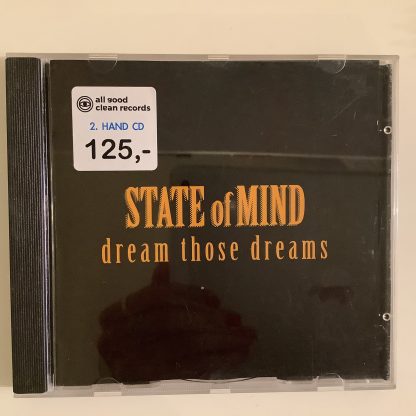 all good
clean records
2. HAND CD
125,-
STATE of MIND
dream those dreams